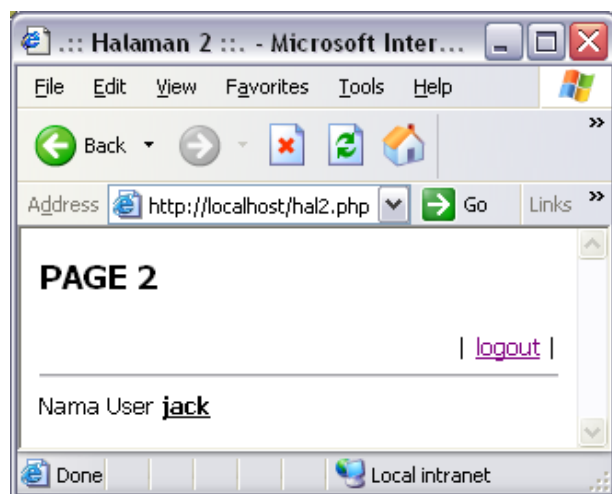 .:: Halaman 2 ::. - Microsoft Inter...
File Edit View Favorites Tools Help
Back
Address http://localhost/hal2.php Go Links
PAGE 2
| logout |
Nama User jack
Done Local intranet